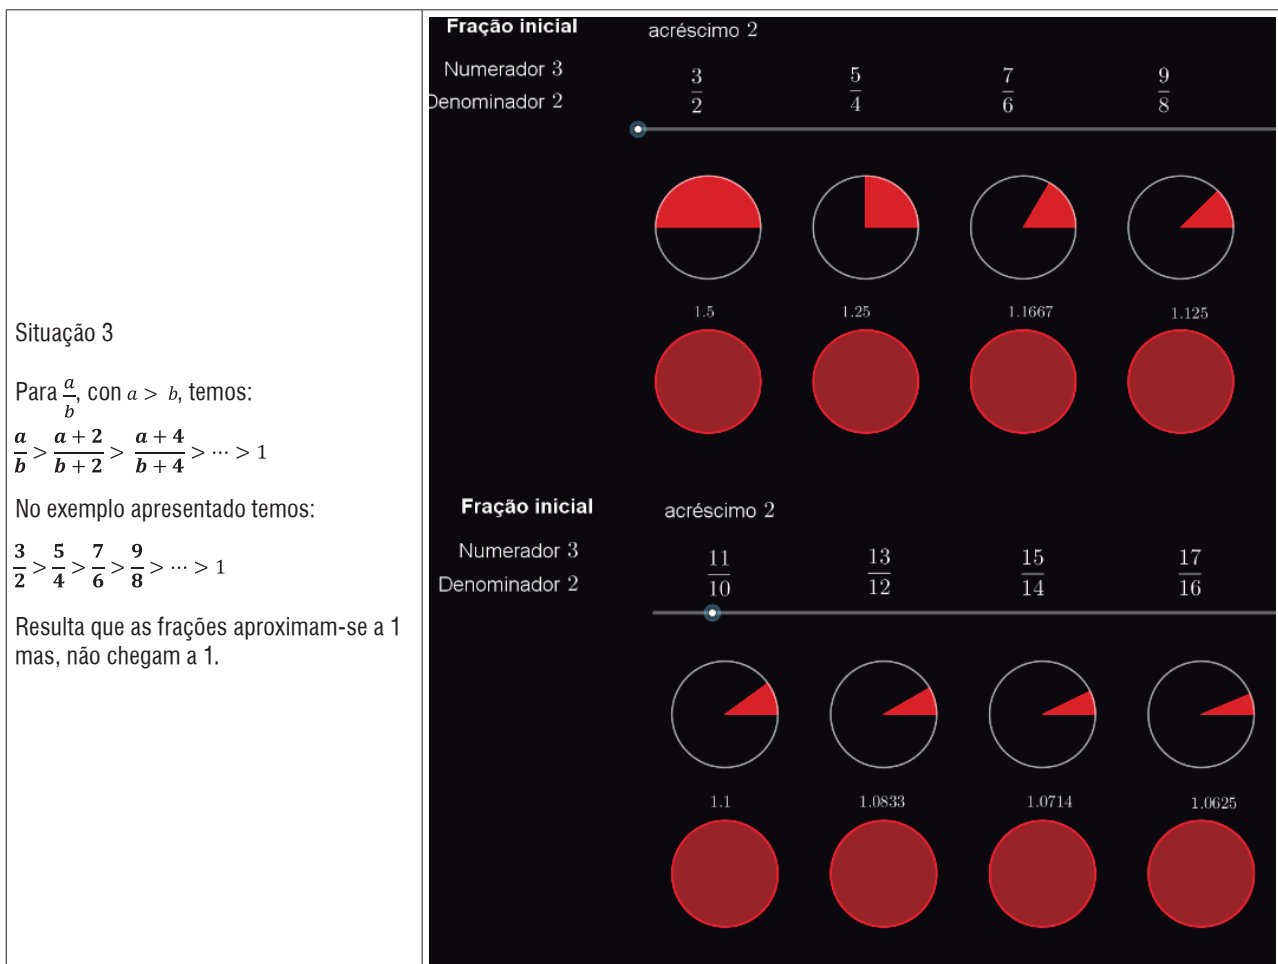 Situação 3
Para a/b, con a > b, temos:
a/b > a + 2/b + 2 > a + 4/b + 4 > ⋯ > 1
No exemplo apresentado temos:
3/2 > 5/4 > 7/6 > 9/8 > ⋯ > 1
Resulta que as frações aproximam-se a 1
mas, não chegam a 1.
Fração inicial
acréscimo 2
Numerador 3
Denominador 2
3/2 5/4 7/6 9/8
1.5 1.25 1.1667 1.125
Fração inicial
acréscimo 2
Numerador 3
Denominador 2
11/10 13/12 15/14 17/16
1.1 1.0833 1.0714 1.0625